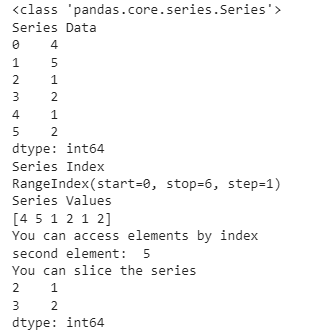 <class 'pandas.core.series.Series'>
Series Data
0    4
1    5
2    1
3    2
4    1
5    2
dtype: int64
Series Index
RangeIndex(start=0, stop=6, step=1)
Series Values
[4 5 1 2 1 2]
You can access elements by index
second element:  5
You can slice the series
2    1
3    2
dtype: int64